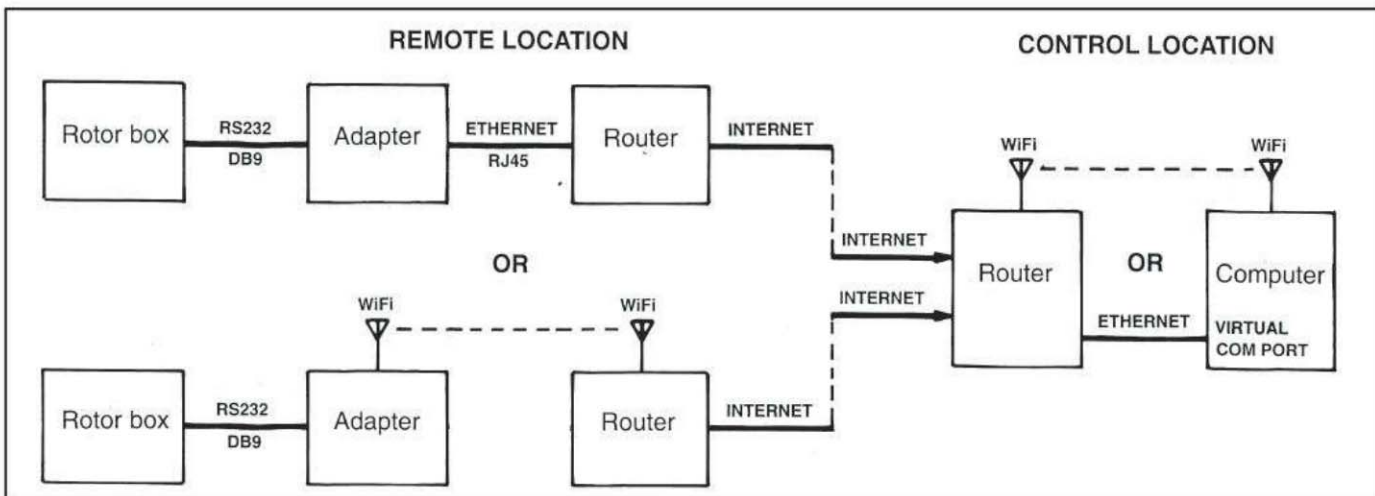 REMOTE LOCATION
CONTROL LOCATION
Rotor box
RS232
DB9
Adapter
ETHERNET
RJ45
Router
INTERNET
WiFi
WiFi
INTERNET
OR
Router
OR
Computer
INTERNET
ETHERNET
VIRTUAL
COM PORT
WiFi
WiFi
Rotor box
RS232
DB9
Adapter
Router
INTERNET